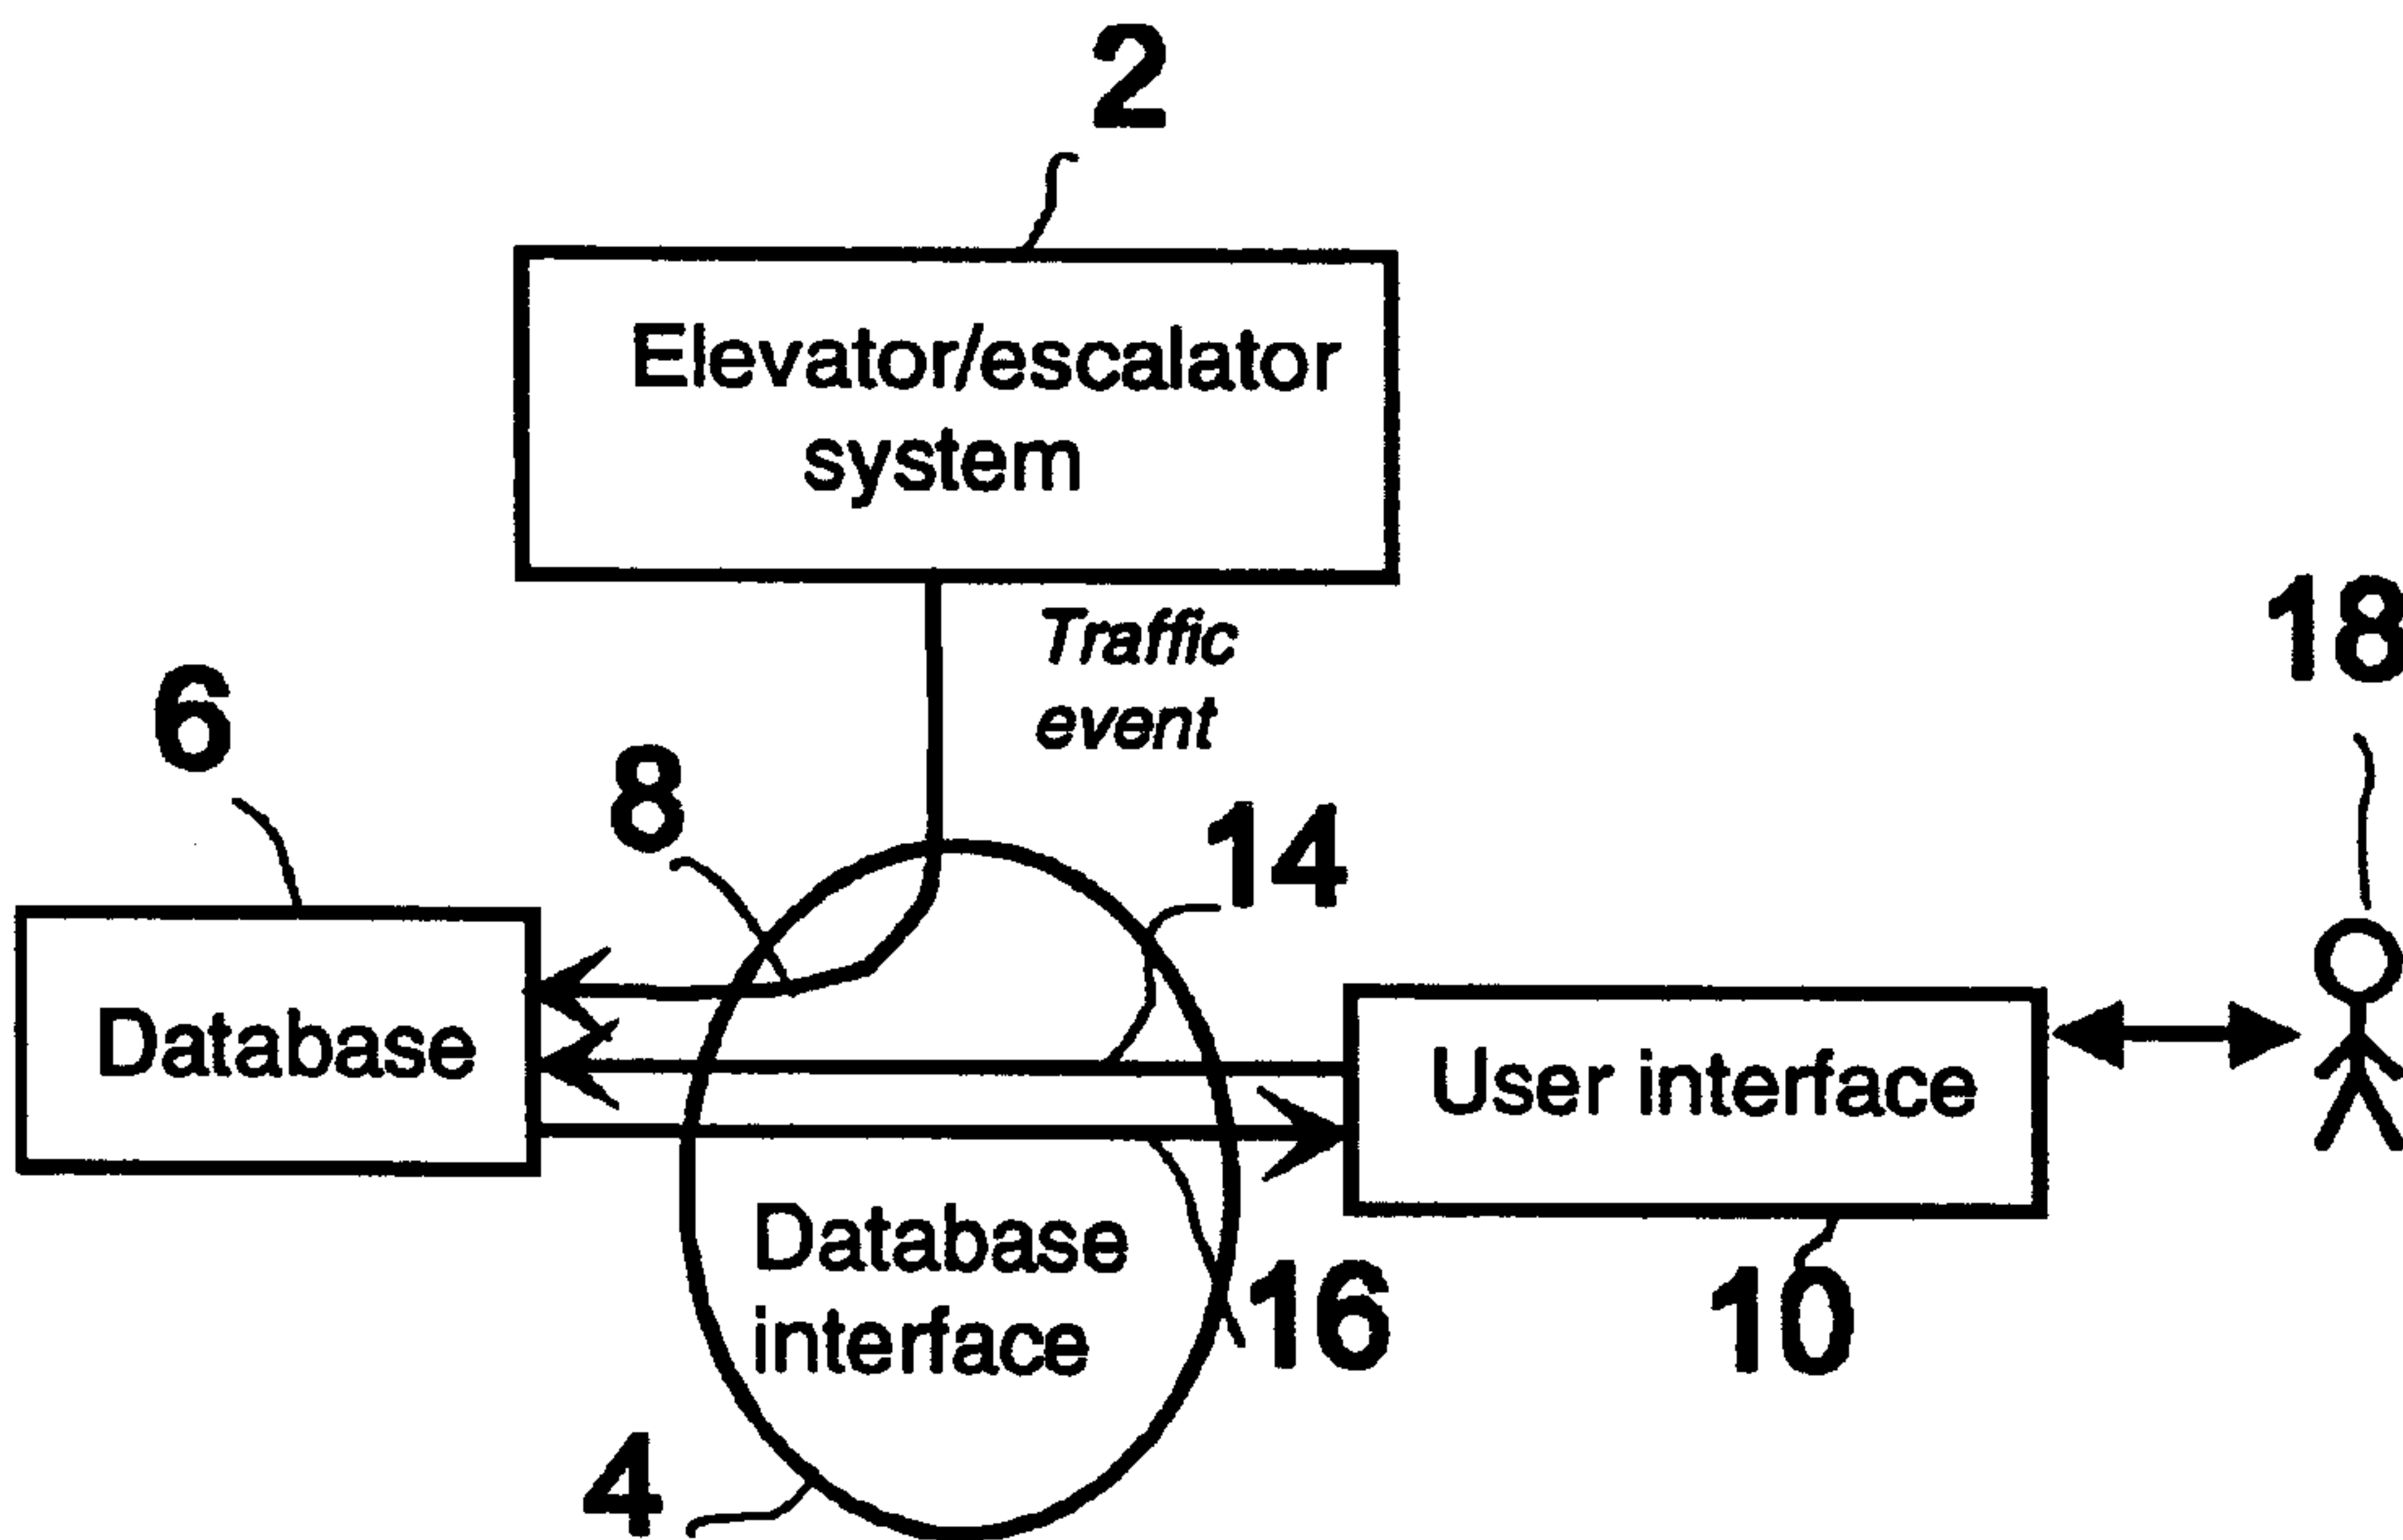 2
Elevator/escalator
system
Traffic
event
18
6
8
14
Database
User interface
Database
interface
16
10
4